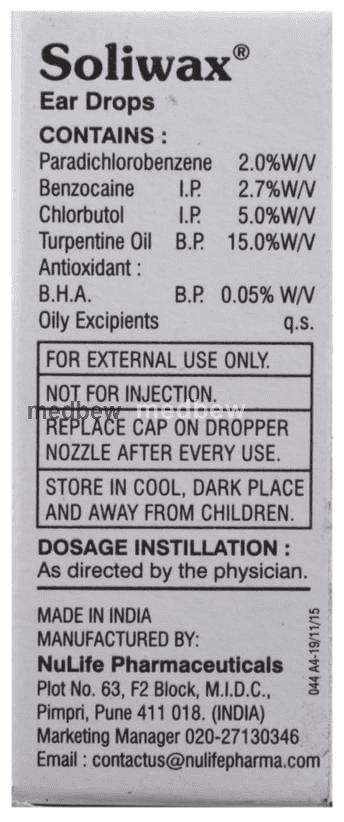 Soliwax®
Ear Drops
CONTAINS :
Paradichlorobenzene 2.0%W/V
Benzocaine I.P. 2.7%W/V
Chlorbutol I.P. 5.0%W/V
Turpentine Oil B.P. 15.0%W/V
Antioxidant :
B.H.A. B.P. 0.05% W/V
Oily Excipients q.s.
FOR EXTERNAL USE ONLY.
NOT FOR INJECTION.
medbew medbew
REPLACE CAP ON DROPPER
NOZZLE AFTER EVERY USE.
STORE IN COOL, DARK PLACE
AND AWAY FROM CHILDREN.
DOSAGE INSTILLATION :
As directed by the physician.
MADE IN INDIA
MANUFACTURED BY:
NuLife Pharmaceuticals
Plot No. 63, F2 Block, M.I.D.C.,
Pimpri, Pune 411 018. (INDIA)
Marketing Manager 020-27130346
Email : contactus@nulifepharma.com
044 A4-19/11/15